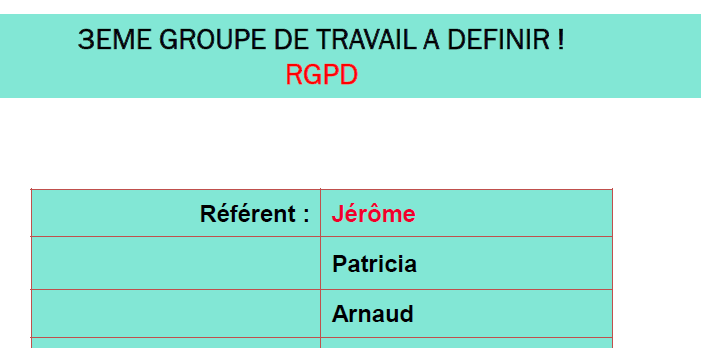 3EME GROUPE DE TRAVAIL A DEFINIR !
RGPD
Référent : Jérôme
Patricia
Arnaud